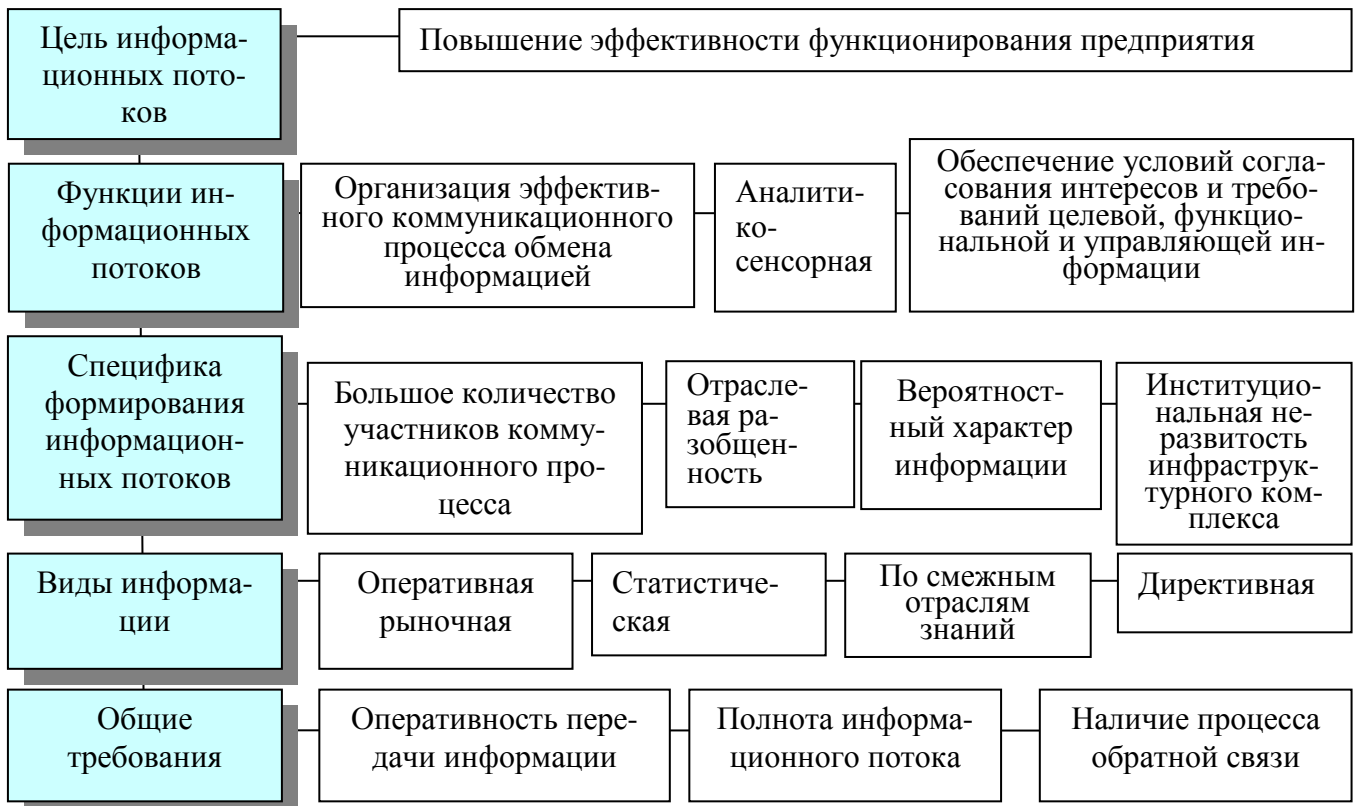 Цель информа-
ционных пото-
ков
Повышение эффективности функционирования предприятия
Функции ин-
формационных
потоков
Организация эффектив-
ного коммуникационного
процесса обмена
информацией
Аналити-
ко-
сенсорная
Обеспечение условий согла-
сования интересов и требо-
ваний целевой, функцио-
нальной и управляющей ин-
формации
Специфика
формирования
информацион-
ных потоков
Большое количество
участников комму-
никационного про-
цесса
Отрасле-
вая ра-
зобщен-
ность
Вероятност-
ный характер
информации
Институцио-
нальная не-
развитость
инфраструк-
турного ком-
плекса
Виды информа-
ции
Оперативная
рыночная
Статистиче-
ская
По смежным
отраслям
знаний
Директивная
Общие
требования
Оперативность пере-
дачи информации
Полнота информа-
ционного потока
Наличие процесса
обратной связи